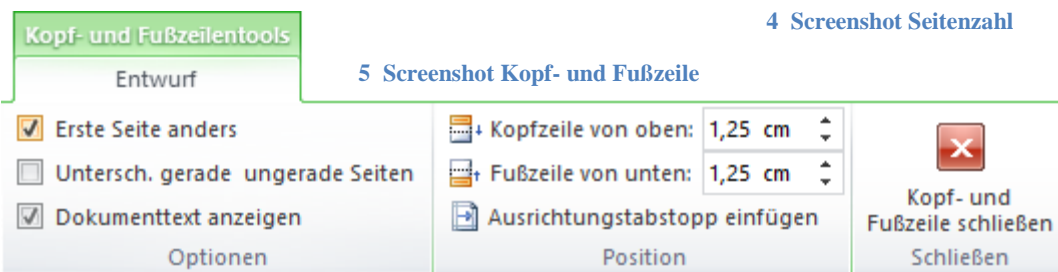 4 Screenshot Seitenzahl
Kopf- und Fußzeilentools
Entwurf
5 Screenshot Kopf- und Fußzeile
Erste Seite anders
Untersch. gerade ungerade Seiten
Dokumenttext anzeigen
Optionen
Kopfzeile von oben: 1,25 cm
Fußzeile von unten: 1,25 cm
Ausrichtungstabstopp einfügen
Position
Kopf- und
Fußzeile schließen
Schließen